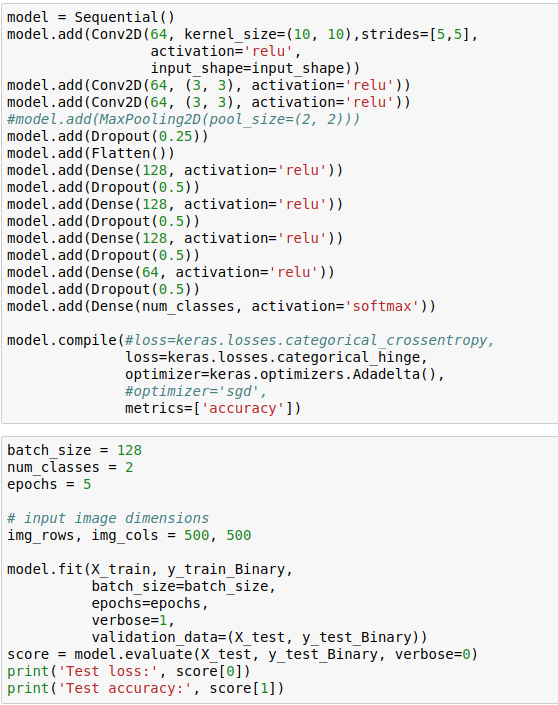 model = Sequential()
model.add(Conv2D(64, kernel_size=(10, 10),strides=[5,5],
                 activation='relu',
                 input_shape=input_shape))
model.add(Conv2D(64, (3, 3), activation='relu'))
model.add(Conv2D(64, (3, 3), activation='relu'))
#model.add(MaxPooling2D(pool_size=(2, 2)))
model.add(Dropout(0.25))
model.add(Flatten())
model.add(Dense(128, activation='relu'))
model.add(Dropout(0.5))
model.add(Dense(128, activation='relu'))
model.add(Dropout(0.5))
model.add(Dense(128, activation='relu'))
model.add(Dropout(0.5))
model.add(Dense(64, activation='relu'))
model.add(Dropout(0.5))
model.add(Dense(num_classes, activation='softmax'))

model.compile(#loss=keras.losses.categorical_crossentropy,
              loss=keras.losses.categorical_hinge,
              optimizer=keras.optimizers.Adadelta(),
              #optimizer='sgd',
              metrics=['accuracy'])

batch_size = 128
num_classes = 2
epochs = 5

# input image dimensions
img_rows, img_cols = 500, 500

model.fit(X_train, y_train_Binary,
          batch_size=batch_size,
          epochs=epochs,
          verbose=1,
          validation_data=(X_test, y_test_Binary))
score = model.evaluate(X_test, y_test_Binary, verbose=0)
print('Test loss:', score[0])
print('Test accuracy:', score[1])